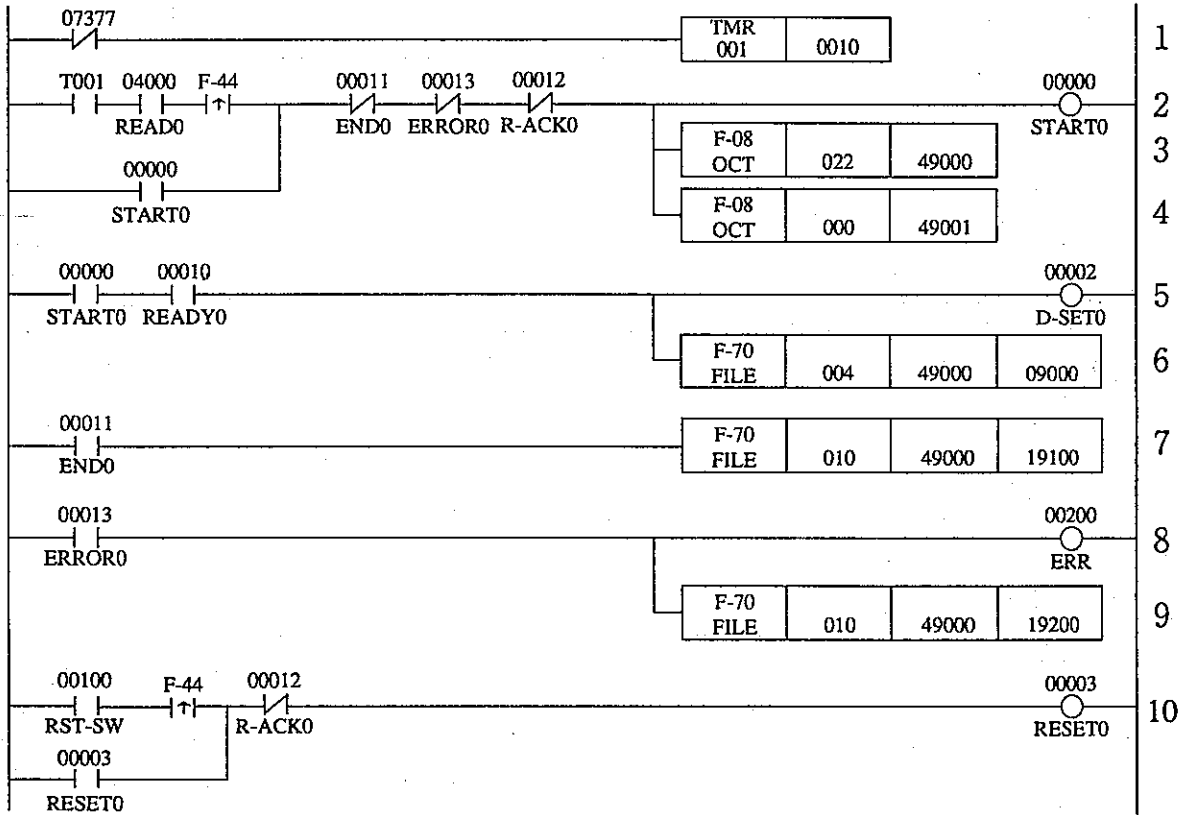 07377
TMR 001 0010 1
T001 04000 F-44 00011 00013 00012 00000
↑ 2
READ0 END0 ERROR0 R-ACK0 START0
F-08 OCT 022 49000 3
00000
START0
F-08 OCT 000 49001 4
00000 00010 00002
5
START0 READY0 D-SET0
F-70 FILE 004 49000 09000 6
00011
END0
F-70 FILE 010 49000 19100 7
00013 00200
8
ERROR0 ERR
F-70 FILE 010 49000 19200 9
00100 F-44 00012 00003
↑ 10
RST-SW R-ACK0 RESET0
00003
RESET0